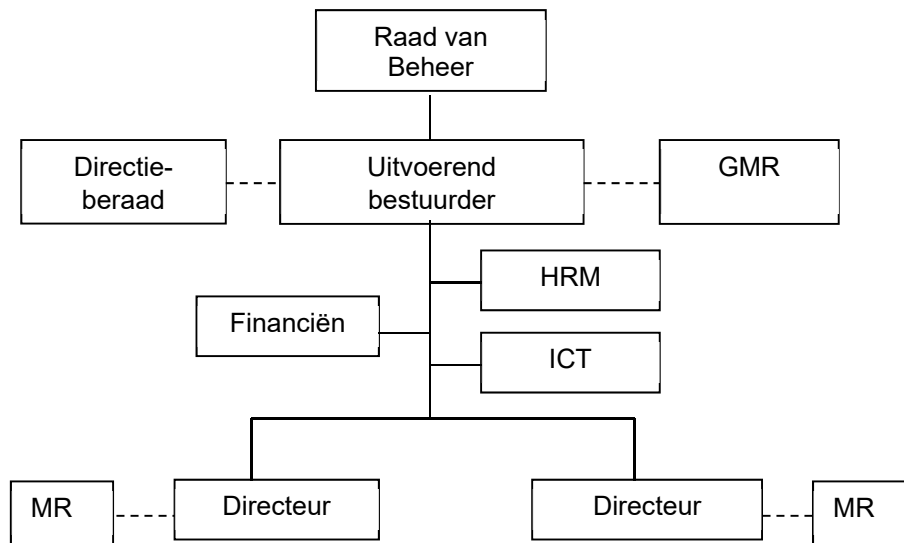 Raad van
Beheer
Directie-
beraad
Uitvoerend
bestuurder
GMR
HRM
Financiën
ICT
MR
Directeur
Directeur
MR